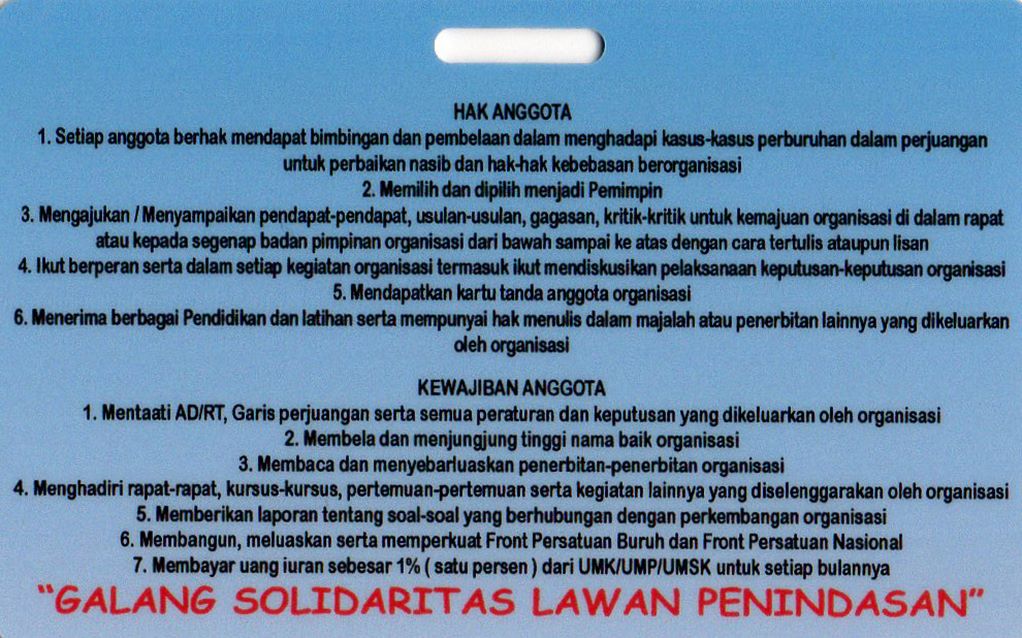 HAK ANGGOTA
1. Setiap anggota berhak mendapat bimbingan dan pembelaan dalam menghadapi kasus-kasus perburuhan dalam perjuangan
untuk perbaikan nasib dan hak-hak kebebasan berorganisasi
2. Memilih dan dipilih menjadi Pemimpin
3. Mengajukan / Menyampaikan pendapat-pendapat, usulan-usulan, gagasan, kritik-kritik untuk kemajuan organisasi di dalam rapat
atau kepada segenap badan pimpinan organisasi dari bawah sampai ke atas dengan cara tertulis ataupun lisan
4. Ikut berperan serta dalam setiap kegiatan organisasi termasuk ikut mendiskusikan pelaksanaan keputusan-keputusan organisasi
5. Mendapatkan kartu tanda anggota organisasi
6. Menerima berbagai Pendidikan dan latihan serta mempunyai hak menulis dalam majalah atau penerbitan lainnya yang dikeluarkan
oleh organisasi
KEWAJIBAN ANGGOTA
1. Mentaati AD/RT, Garis perjuangan serta semua peraturan dan keputusan yang dikeluarkan oleh organisasi
2. Membela dan menjungjung tinggi nama baik organisasi
3. Membaca dan menyebarluaskan penerbitan-penerbitan organisasi
4. Menghadiri rapat-rapat, kursus-kursus, pertemuan-pertemuan serta kegiatan lainnya yang diselenggarakan oleh organisasi
5. Memberikan laporan tentang soal-soal yang berhubungan dengan perkembangan organisasi
6. Membangun, meluaskan serta memperkuat Front Persatuan Buruh dan Front Persatuan Nasional
7. Membayar uang iuran sebesar 1% ( satu persen ) dari UMK/UMP/UMSK untuk setiap bulannya
"GALANG SOLIDARITAS LAWAN PENINDASAN"